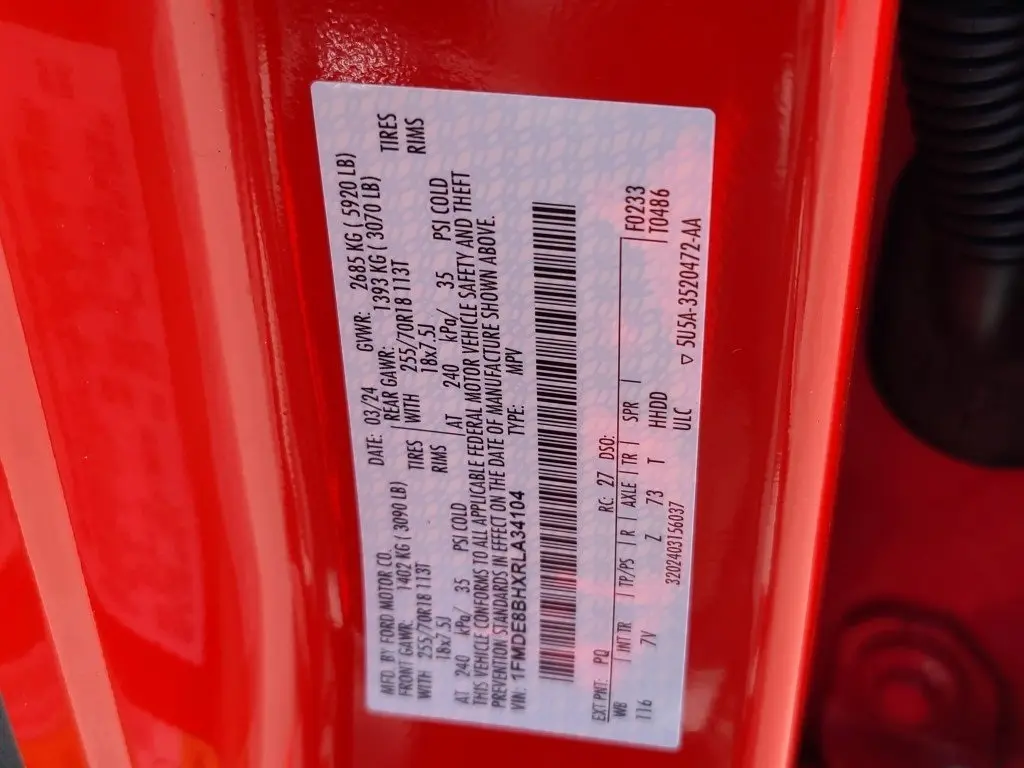 MFD. BY FORD MOTOR CO.
DATE: 03/24 GVWR: 2685 KG ( 5920 LB)
FRONT GAWR: 1402 KG ( 3090 LB)
REAR GAWR: 1393 KG ( 3070 LB)
WITH 255/70R18 113T TIRES
WITH 255/70R18 113T TIRES
18x7.5J RIMS
18x7.5J RIMS
AT 240 kPa/ 35 PSI COLD
AT 240 kPa/ 35 PSI COLD
THIS VEHICLE CONFORMS TO ALL APPLICABLE FEDERAL MOTOR VEHICLE SAFETY AND THEFT
PREVENTION STANDARDS IN EFFECT ON THE DATE OF MANUFACTURE SHOWN ABOVE.
VIN: 1FMDE8BHXRLA34104 TYPE: MPV
EXT PNT: PQ RC: 27 DSO: F0233
WB INT TR TP/PS R AXLE TR SPR T0486
116 7V Z 73 T HHDD
3202403156037 ULC ▽ 5U5A-3520472-AA